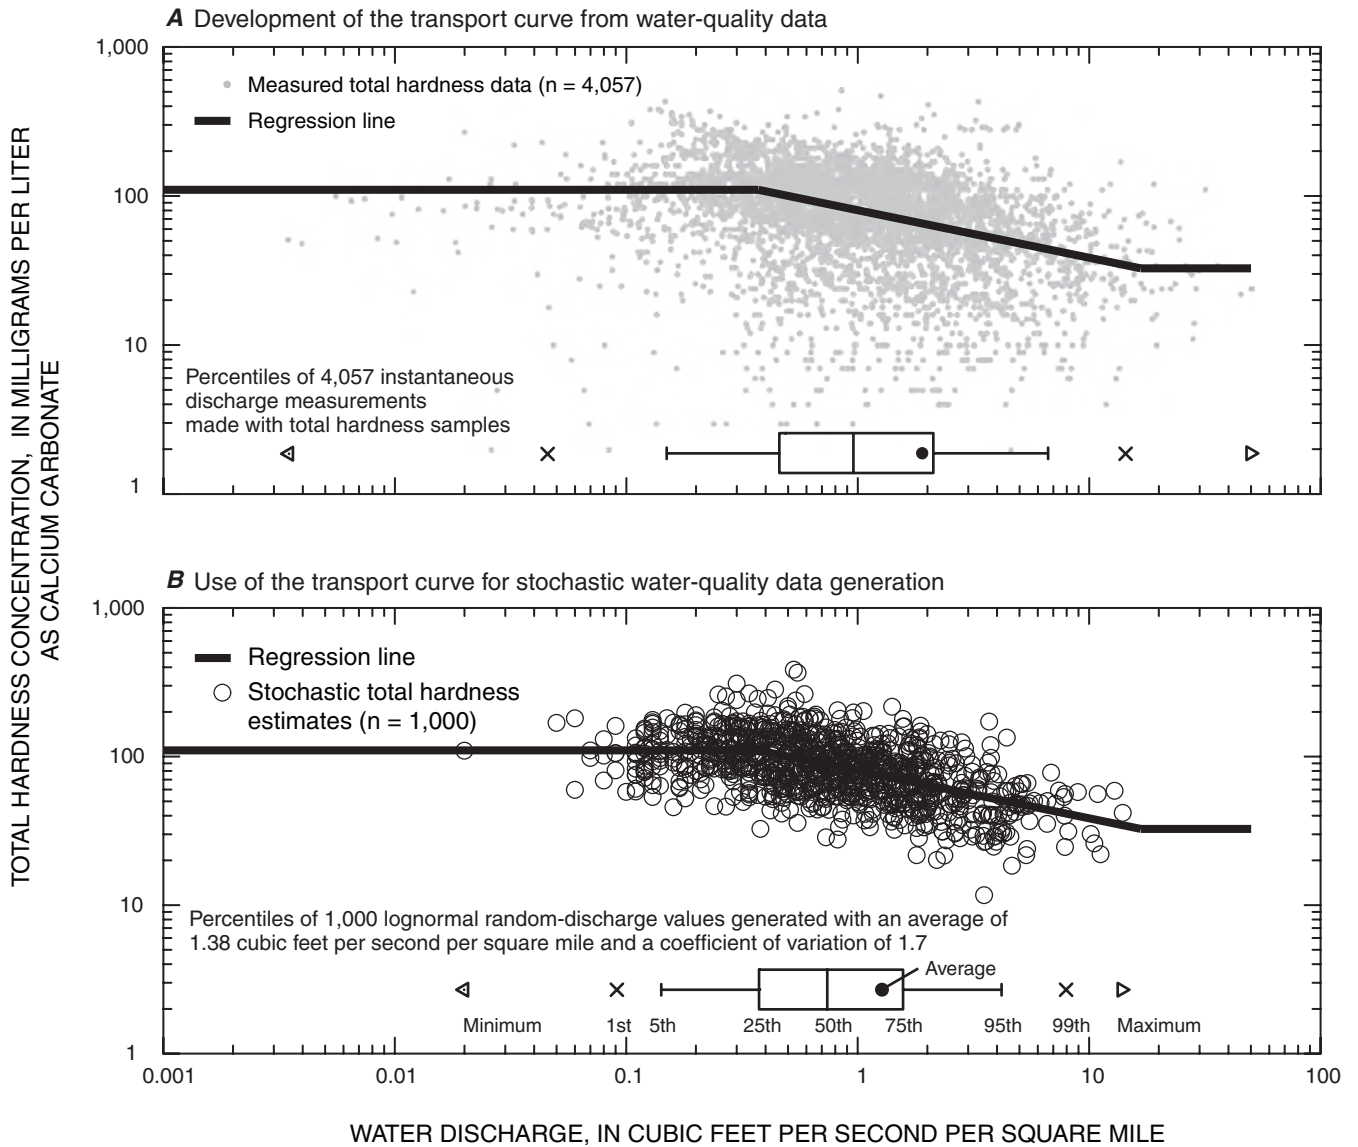 A Development of the transport curve from water-quality data
1,000
Measured total hardness data (n = 4,057)
Regression line
100
10
Percentiles of 4,057 instantaneous
discharge measurements
made with total hardness samples
1
TOTAL HARDNESS CONCENTRATION, IN MILLIGRAMS PER LITER
AS CALCIUM CARBONATE
B Use of the transport curve for stochastic water-quality data generation
1,000
Regression line
Stochastic total hardness
estimates (n = 1,000)
100
10
Percentiles of 1,000 lognormal random-discharge values generated with an average of
1.38 cubic feet per second per square mile and a coefficient of variation of 1.7
Average
Minimum 1st 5th 25th 50th 75th 95th 99th Maximum
1
0.001 0.01 0.1 1 10 100
WATER DISCHARGE, IN CUBIC FEET PER SECOND PER SQUARE MILE